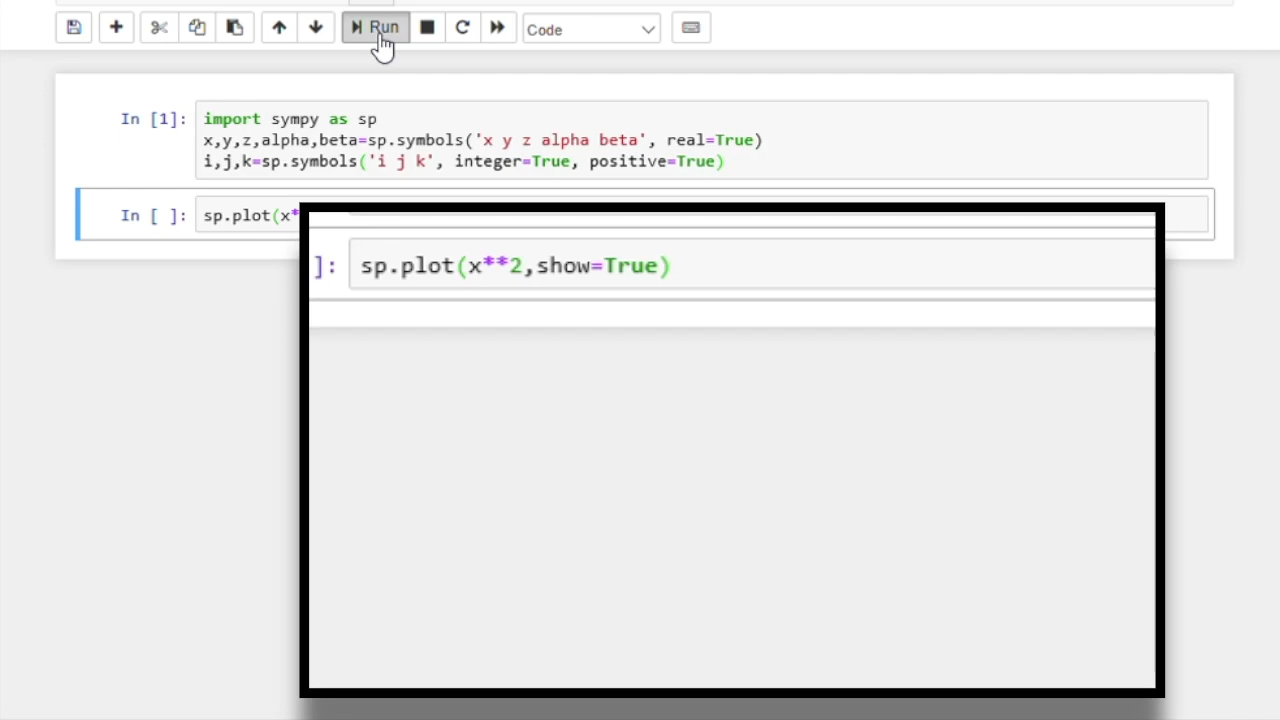 Run
Code
In [1]:
import sympy as sp
x,y,z,alpha,beta=sp.symbols('x y z alpha beta', real=True)
i,j,k=sp.symbols('i j k', integer=True, positive=True)
In [ ]: sp.plot(x*
]: sp.plot(x**2,show=True)